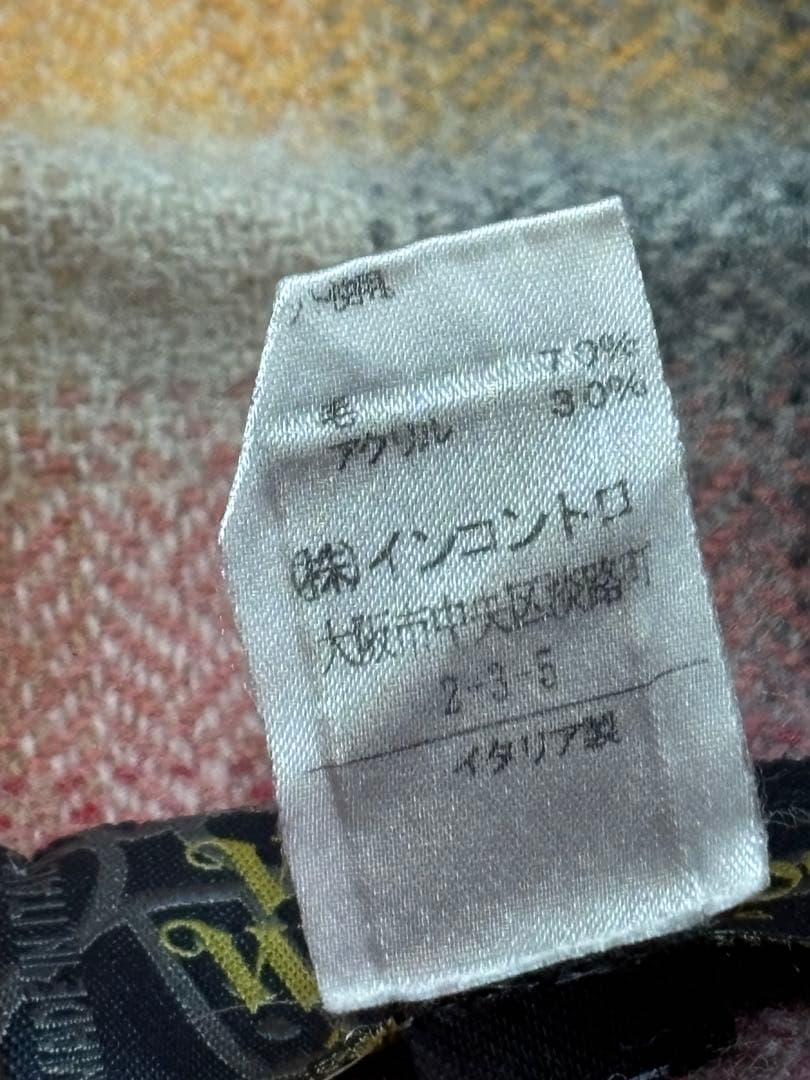 毛 70%
アクリル 30%
(株)インコントロ
大阪市中央区淡路町
2-3-5
イタリア製